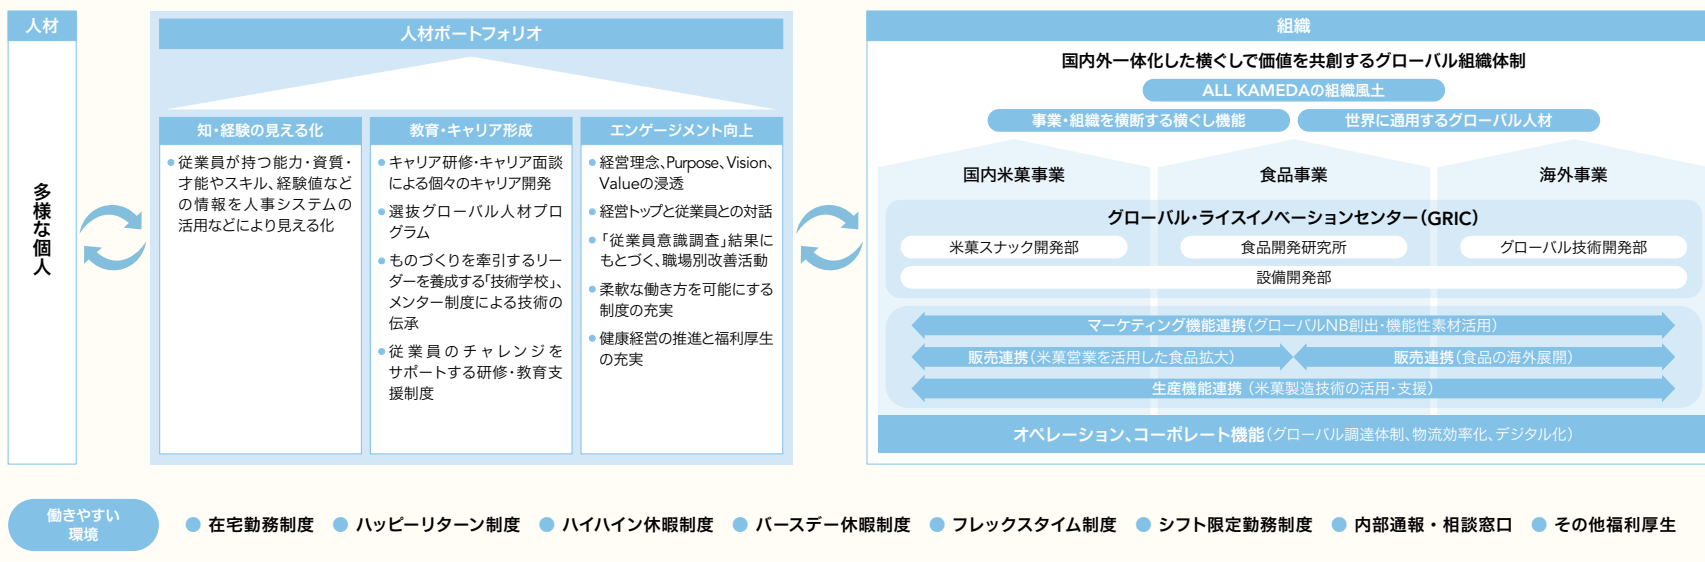 人材
多様な個人
人材ポートフォリオ
知・経験の見える化
●従業員が持つ能力・資質・
才能やスキル、経験値など
の情報を人事システムの
活用などにより見える化
教育・キャリア形成
●キャリア研修・キャリア面談
による個々のキャリア開発
●選抜グローバル人材プロ
グラム
●ものづくりを牽引するリー
ダーを養成する「技術学校」、
メンター制度による技術の
伝承
●従業員のチャレンジを
サポートする研修・教育支
援制度
エンゲージメント向上
●経営理念、Purpose、Vision、
Valueの浸透
●経営トップと従業員との対話
●「従業員意識調査」結果に
もとづく、職場別改善活動
●柔軟な働き方を可能にする
制度の充実
●健康経営の推進と福利厚生
の充実
組織
国内外一体化した横ぐしで価値を共創するグローバル組織体制
ALL KAMEDAの組織風土
事業・組織を横断する横ぐし機能
世界に通用するグローバル人材
国内米菓事業
食品事業
海外事業
グローバル・ライスイノベーションセンター(GRIC)
米菓スナック開発部
食品開発研究所
グローバル技術開発部
設備開発部
マーケティング機能連携(グローバルNB創出・機能性素材活用)
販売連携(米菓営業を活用した食品拡大)
販売連携(食品の海外展開)
生産機能連携(米菓製造技術の活用・支援)
オペレーション、コーポレート機能(グローバル調達体制、物流効率化、デジタル化)
働きやすい
環境
●在宅勤務制度 ●ハッピーリターン制度 ●ハイハイン休暇制度 ●バースデー休暇制度 ●フレックスタイム制度 ●シフト限定勤務制度 ●内部通報・相談窓口 ●その他福利厚生